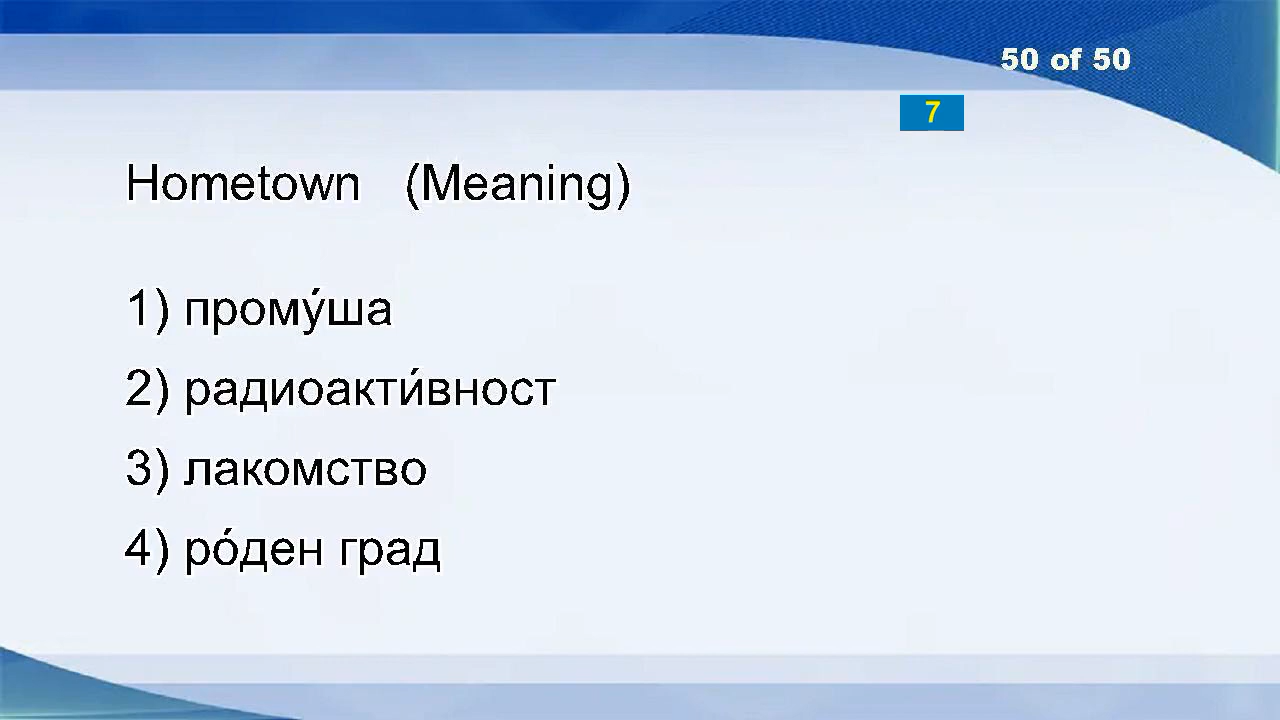 50 of 50
7
Hometown (Meaning)
1) прому́ша
2) радиоакти́вност
3) лакомство
4) ро́ден град